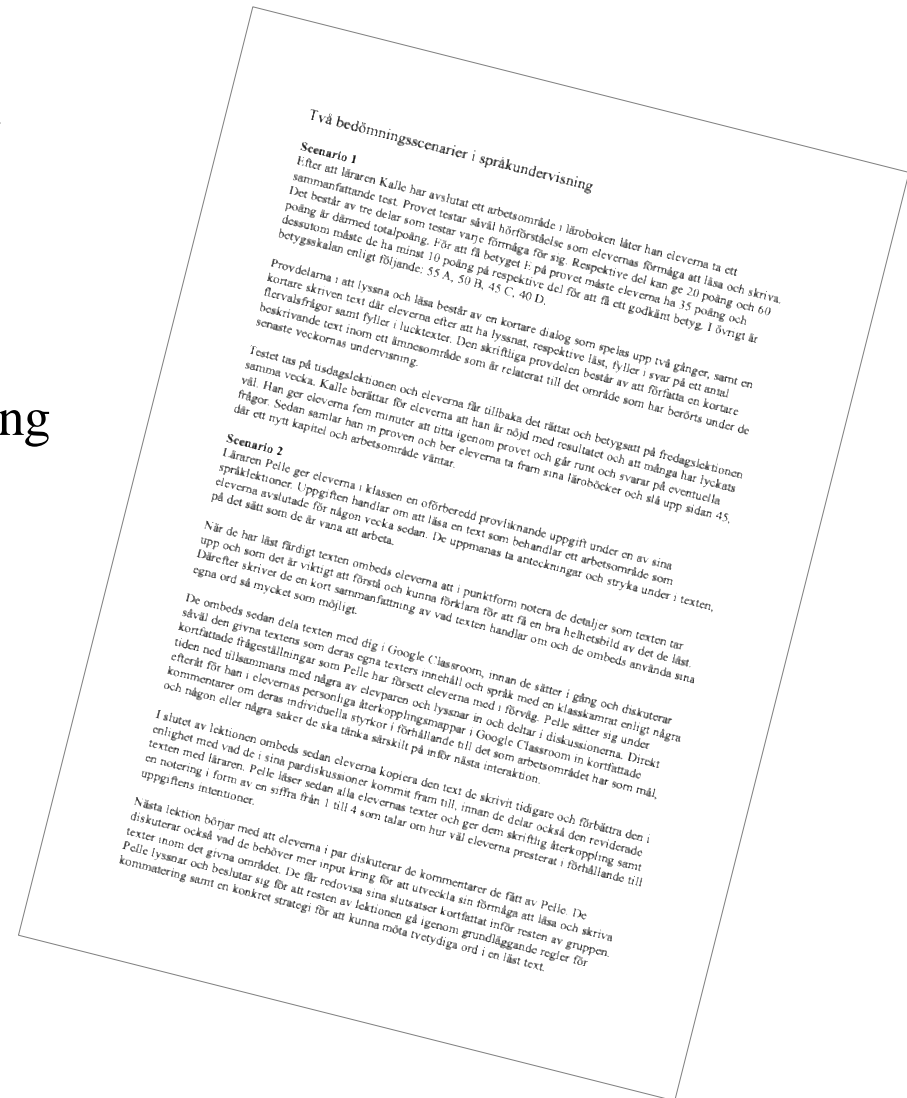 ng
Två bedömningsscenarier i språkundervisning
Scenario 1
Efter att läraren Kalle har avslutat ett arbetsområde i läroboken låter han eleverna ta ett
sammanfattande test. Provet testar såväl hörförståelse som elevernas förmåga att läsa och skriva.
Det består av tre delar som testar varje förmåga för sig. Respektive del kan ge 20 poäng och 60
poäng är därmed totalpoäng. För att få betyget E på provet måste eleverna ha 35 poäng och
dessutom måste de ha minst 10 poäng på respektive del för att få ett godkänt betyg. I övrigt är
betygsskalan enligt följande: 55 A, 50 B, 45 C, 40 D.
Provdelarna i att lyssna och läsa består av en kortare dialog som spelas upp två gånger, samt en
kortare skriven text där eleverna efter att ha lyssnat, respektive läst, fyller i svar på ett antal
flervalsfrågor samt fyller i lucktexter. Den skriftliga provdelen består av att författa en kortare
beskrivande text inom ett ämnesområde som är relaterat till det område som har berörts under de
senaste veckornas undervisning.
Testet tas på tisdagslektionen och eleverna får tillbaka det rättat och betygsatt på fredagslektionen
samma vecka. Kalle berättar för eleverna att han är nöjd med resultatet och att många har lyckats
väl. Han ger eleverna fem minuter att titta igenom provet och går runt och svarar på eventuella
frågor. Sedan samlar han in proven och ber eleverna ta fram sina läroböcker och slå upp sidan 45,
där ett nytt kapitel och arbetsområde väntar.
Scenario 2
Läraren Pelle ger eleverna i klassen en oförberedd provliknande uppgift under en av sina
språklektioner. Uppgiften handlar om att läsa en text som behandlar ett arbetsområde som
eleverna avslutade för någon vecka sedan. De uppmanas ta anteckningar och stryka under i texten,
på det sätt som de är vana att arbeta.
När de har läst färdigt texten ombeds eleverna att i punktform notera de detaljer som texten tar
upp och som det är viktigt att förstå och kunna förklara för att få en bra helhetsbild av det de läst.
Därefter skriver de en kort sammanfattning av vad texten handlar om och de ombeds använda sina
egna ord så mycket som möjligt.
De ombeds sedan dela texten med dig i Google Classroom, innan de sätter i gång och diskuterar
såväl den givna textens som deras egna texters innehåll och språk med en klasskamrat enligt några
kortfattade frågeställningar som Pelle har försett eleverna med i förväg. Pelle sätter sig under
tiden ned tillsammans med några av elevparen och lyssnar in och deltar i diskussionerna. Direkt
efteråt för han i elevernas personliga återkopplingsmappar i Google Classroom in kortfattade
kommentarer om deras individuella styrkor i förhållande till det som arbetsområdet har som mål,
och någon eller några saker de ska tänka särskilt på inför nästa interaktion.
I slutet av lektionen ombeds sedan eleverna kopiera den text de skrivit tidigare och förbättra den i
enlighet med vad de i sina pardiskussioner kommit fram till, innan de delar också den reviderade
texten med läraren. Pelle läser sedan alla elevernas texter och ger dem skriftlig återkoppling samt
en notering i form av en siffra från 1 till 4 som talar om hur väl eleverna presterat i förhållande till
uppgiftens intentioner.
Nästa lektion börjar med att eleverna i par diskuterar de kommentarer de fått av Pelle. De
diskuterar också vad de behöver mer input kring för att utveckla sin förmåga att läsa och skriva
texter inom det givna området. De får redovisa sina slutsatser kortfattat inför resten av gruppen.
Pelle lyssnar och beslutar sig för att resten av lektionen gå igenom grundläggande regler för
kommatering samt en konkret strategi för att kunna möta tvetydiga ord i en läst text.